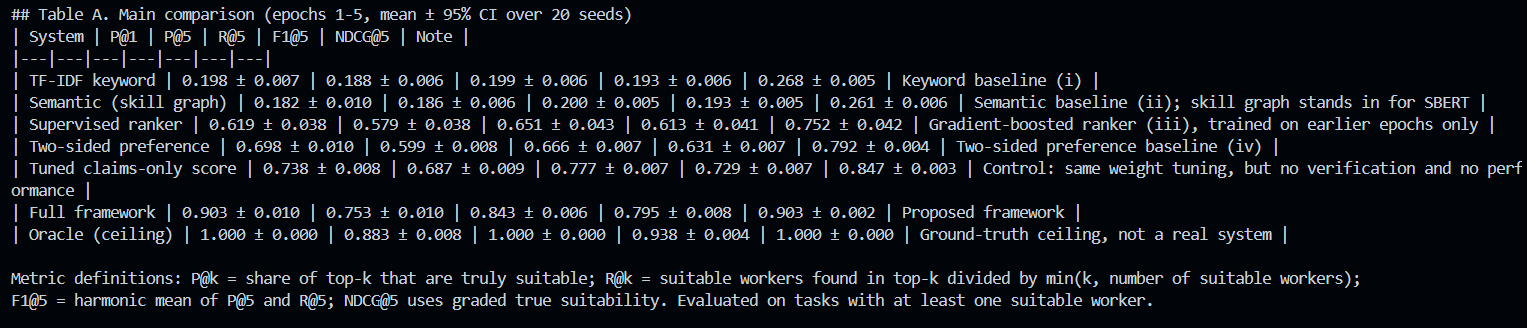 ## Table A. Main comparison (epochs 1-5, mean ± 95% CI over 20 seeds)
| System | P@1 | P@5 | R@5 | F1@5 | NDCG@5 | Note |
|---|---|---|---|---|---|---|
| TF-IDF keyword | 0.198 ± 0.007 | 0.188 ± 0.006 | 0.199 ± 0.006 | 0.193 ± 0.006 | 0.268 ± 0.005 | Keyword baseline (i) |
| Semantic (skill graph) | 0.182 ± 0.010 | 0.186 ± 0.006 | 0.200 ± 0.005 | 0.193 ± 0.005 | 0.261 ± 0.006 | Semantic baseline (ii); skill graph stands in for SBERT |
| Supervised ranker | 0.619 ± 0.038 | 0.579 ± 0.038 | 0.651 ± 0.043 | 0.613 ± 0.041 | 0.752 ± 0.042 | Gradient-boosted ranker (iii), trained on earlier epochs only |
| Two-sided preference | 0.698 ± 0.010 | 0.599 ± 0.008 | 0.666 ± 0.007 | 0.631 ± 0.007 | 0.792 ± 0.004 | Two-sided preference baseline (iv) |
| Tuned claims-only score | 0.738 ± 0.008 | 0.687 ± 0.009 | 0.777 ± 0.007 | 0.729 ± 0.007 | 0.847 ± 0.003 | Control: same weight tuning, but no verification and no perf
ormance |
| Full framework | 0.903 ± 0.010 | 0.753 ± 0.010 | 0.843 ± 0.006 | 0.795 ± 0.008 | 0.903 ± 0.002 | Proposed framework |
| Oracle (ceiling) | 1.000 ± 0.000 | 0.883 ± 0.008 | 1.000 ± 0.000 | 0.938 ± 0.004 | 1.000 ± 0.000 | Ground-truth ceiling, not a real system |
Metric definitions: P@k = share of top-k that are truly suitable; R@k = suitable workers found in top-k divided by min(k, number of suitable workers);
F1@5 = harmonic mean of P@5 and R@5; NDCG@5 uses graded true suitability. Evaluated on tasks with at least one suitable worker.